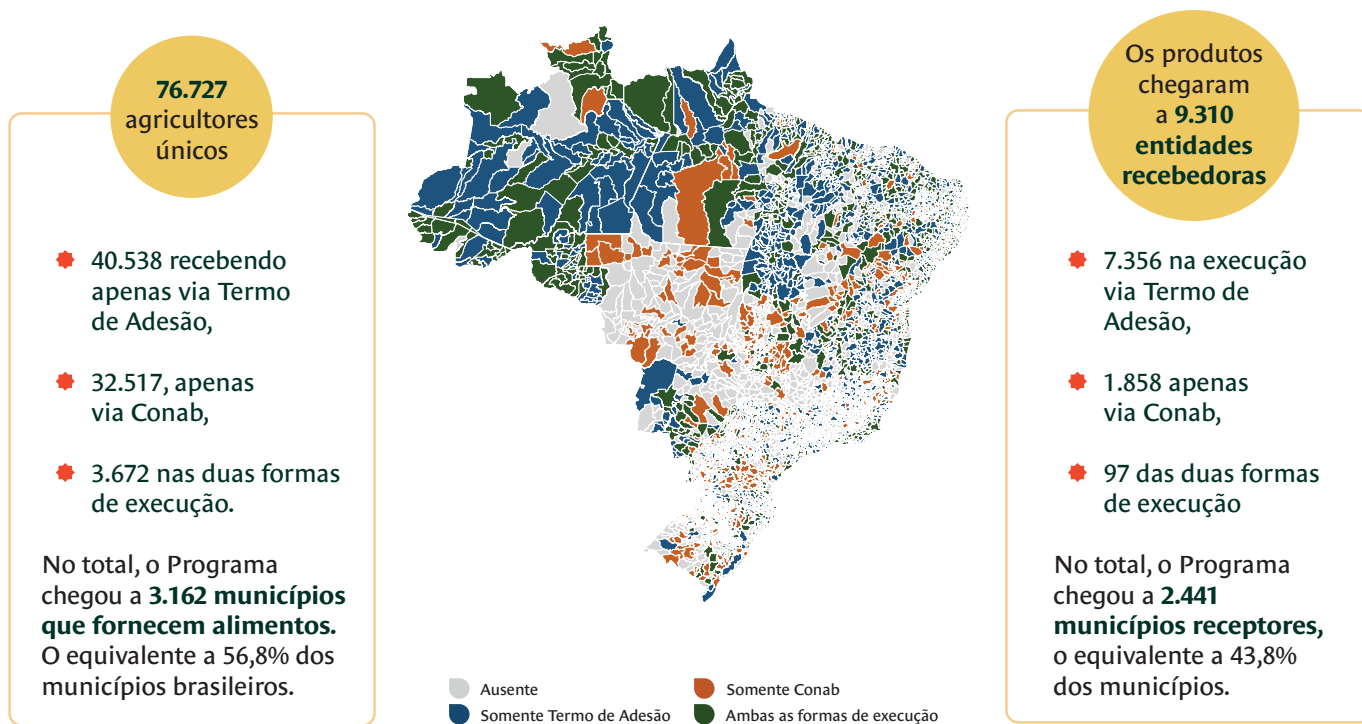 76.727
agricultores
únicos
40.538 recebendo
apenas via Termo
de Adesão,
32.517, apenas
via Conab,
3.672 nas duas formas
de execução.
No total, o Programa
chegou a 3.162 municípios
que fornecem alimentos.
O equivalente a 56,8% dos
municípios brasileiros.
Ausente
Somente Conab
Somente Termo de Adesão
Ambas as formas de execução
Os produtos
chegaram
a 9.310
entidades
recebedoras
7.356 na execução
via Termo de
Adesão,
1.858 apenas
via Conab,
97 das duas formas
de execução
No total, o Programa
chegou a 2.441
municípios receptores,
o equivalente a 43,8%
dos municípios.